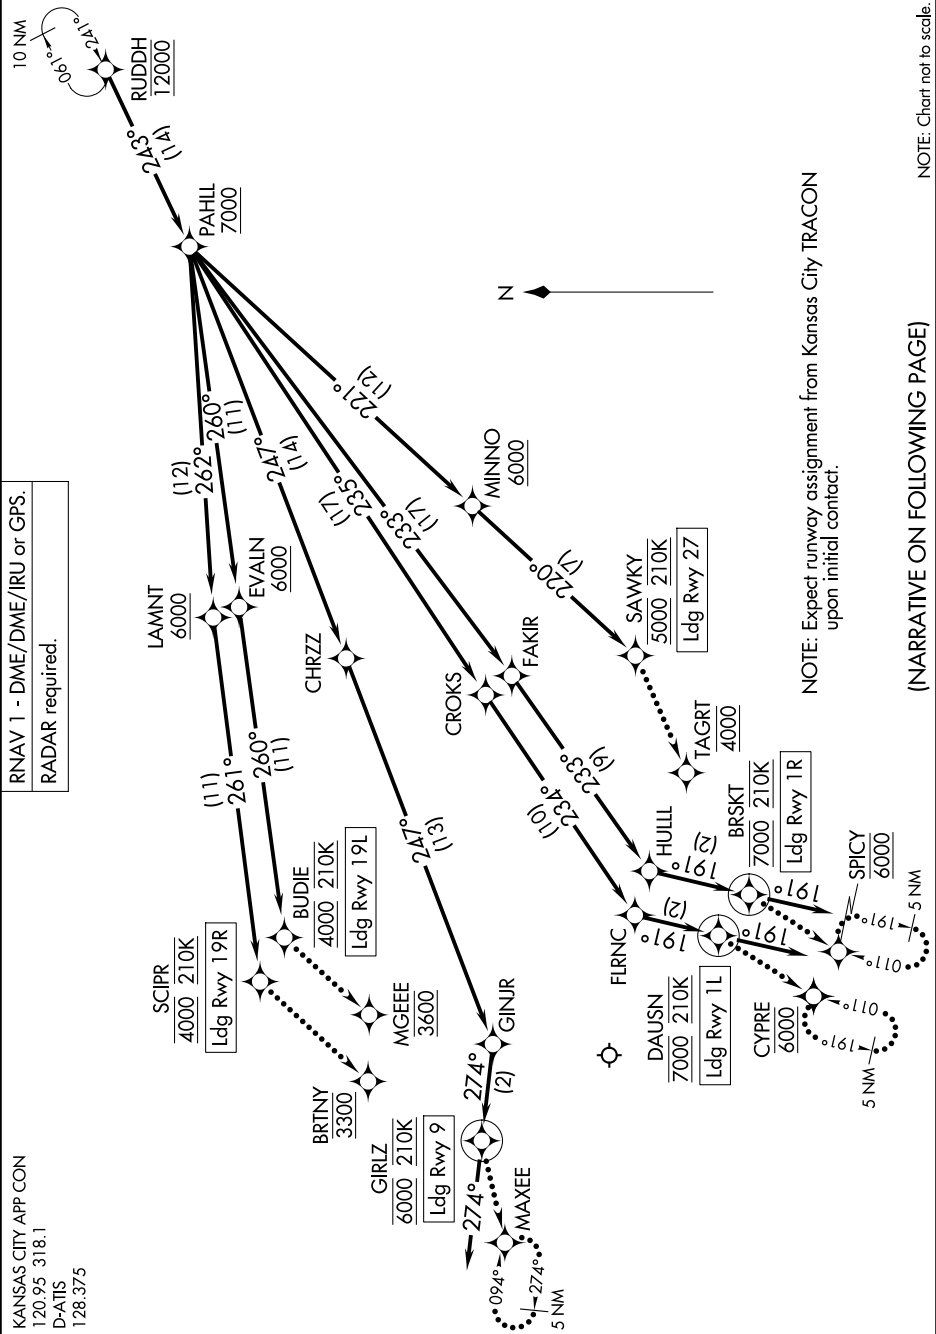 KANSAS CITY APP CON
120.95 318.1
D-ATIS
128.375
RNAV 1 - DME/DME/IRU or GPS.
RADAR required.
10 NM
241°
061°
RUDDH
12000
243°
(14)
PAHLL
7000
(12)
262°
260°
(11)
LAMNT
6000
EVALN
6000
(11)
261°
260°
(11)
SCIPR
4000 210K
Ldg Rwy 19R
BUDIE
4000 210K
Ldg Rwy 19L
BRTNY
3300
MGEEE
3600
247°
(14)
CHRZZ
247°
(13)
GINJR
274°
(2)
GIRLZ
6000 210K
Ldg Rwy 9
274°
MAXEE
094°
274°
5 NM
(17)
235°
233°
(17)
CROKS
FAKIR
(10)
234°
233°
(9)
FLRNC
HULLL
191°
(2)
191°
(2)
DAUSN
7000 210K
Ldg Rwy 1L
BRSKT
7000 210K
Ldg Rwy 1R
191°
191°
CYPRE
6000
191°
011°
5 NM
SPICY
6000
011°
191°
5 NM
221°
(12)
MINNO
6000
220°
(7)
SAWKY
5000 210K
Ldg Rwy 27
TAGRT
4000
N
NOTE: Expect runway assignment from Kansas City TRACON
upon initial contact.
(NARRATIVE ON FOLLOWING PAGE)
NOTE: Chart not to scale.